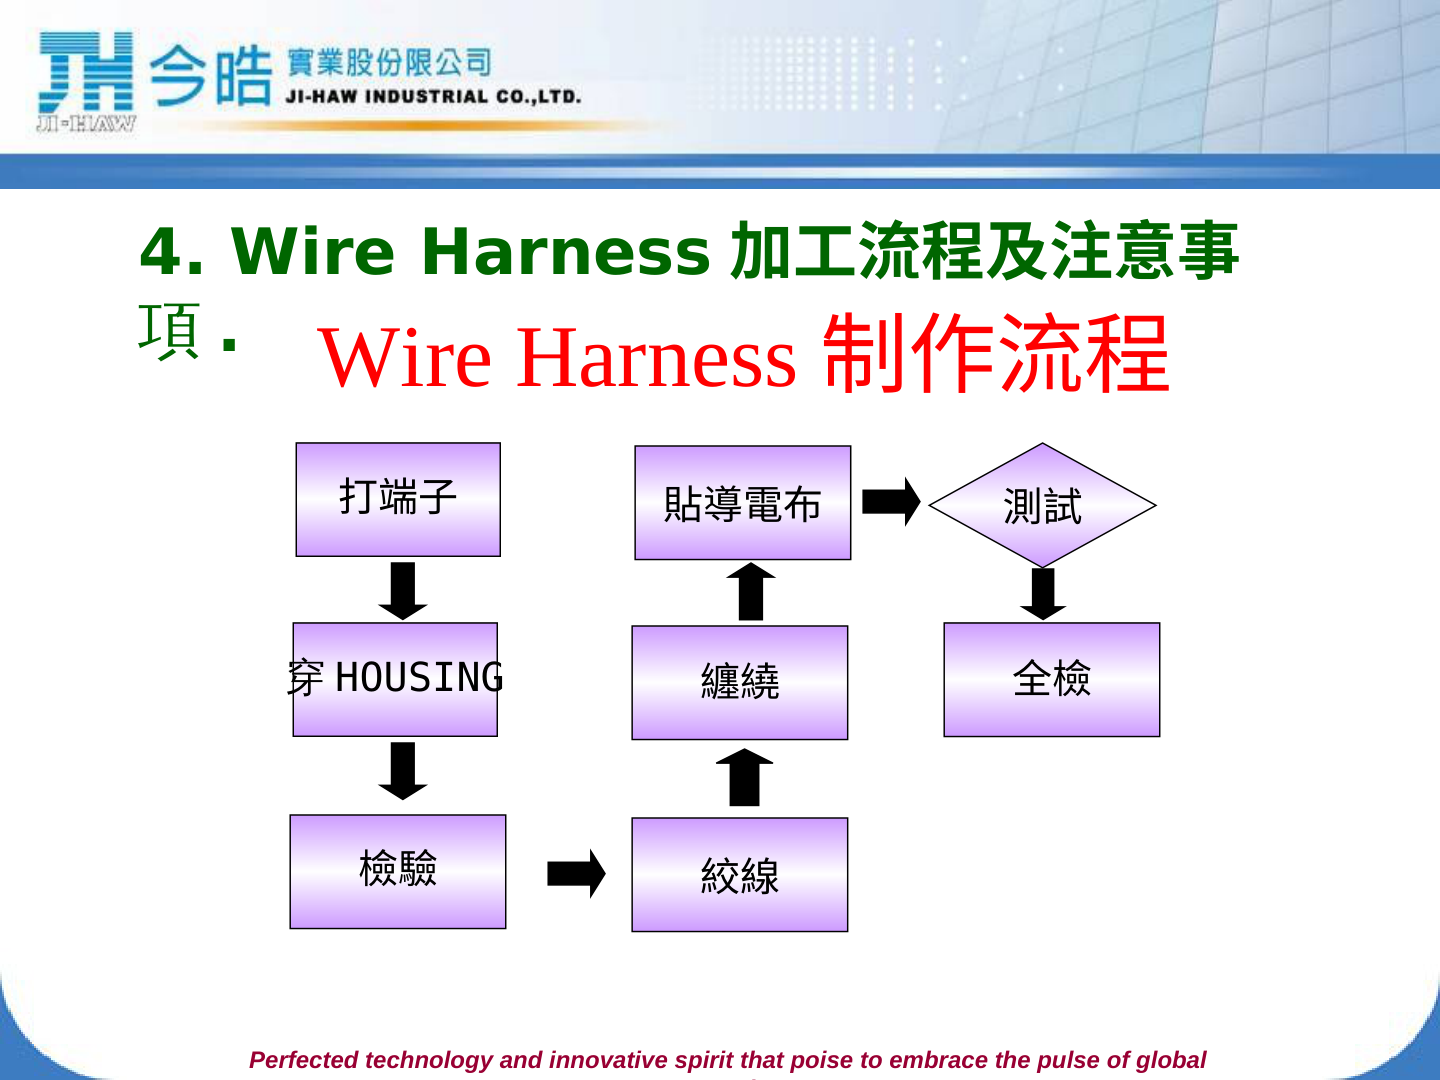 JI-HAW
今皓
實業股份限公司
JI-HAW INDUSTRIAL CO.,LTD.
4. Wire Harness 加工流程及注意事
項 .
Wire Harness 制作流程
打端子
穿 HOUSING
檢驗
絞線
纏繞
貼導電布
測試
全檢
Perfected technology and innovative spirit that poise to embrace the pulse of global